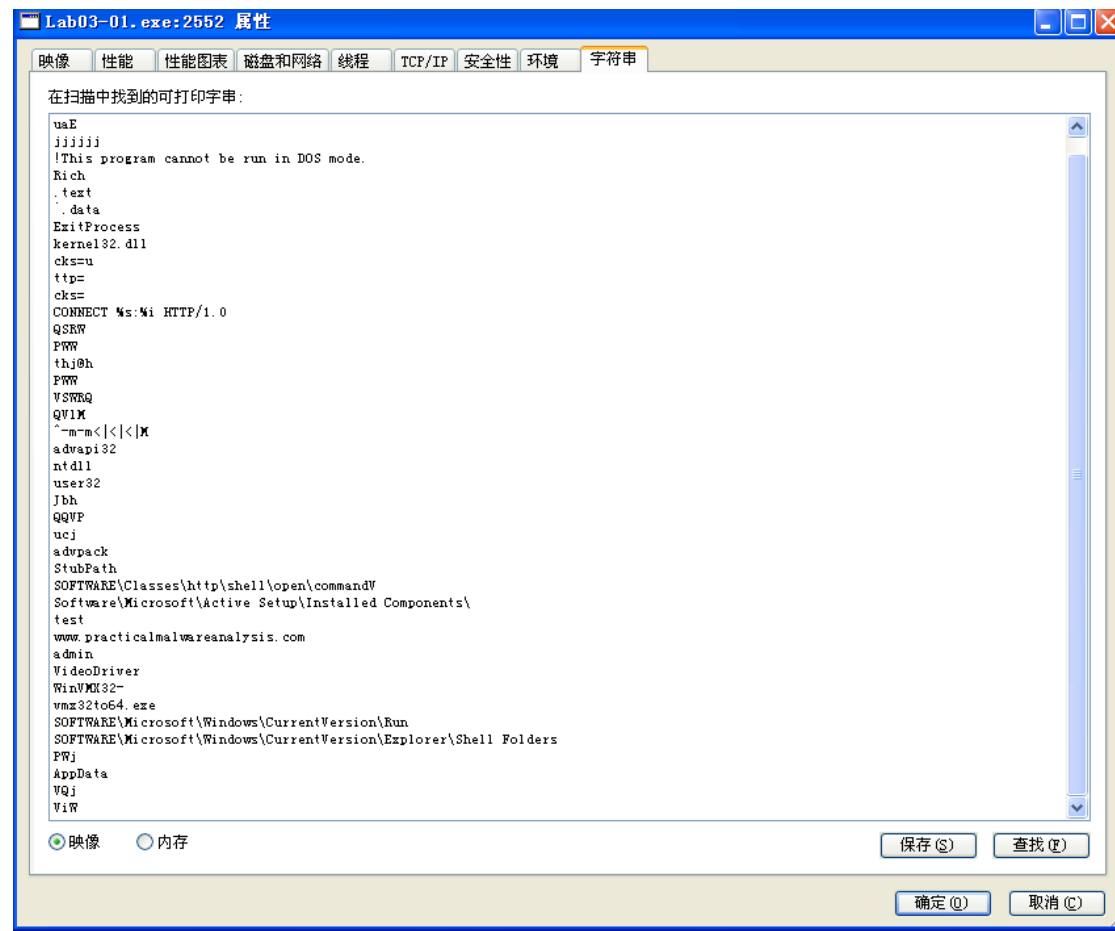 Lab03-01.exe:2552 属性
映像 性能 性能图表 磁盘和网络 线程 TCP/IP 安全性 环境 字符串
在扫描中找到的可打印字串:
uaE
jjjjjj
!This program cannot be run in DOS mode.
Rich
.text
`.data
ExitProcess
kernel32.dll
cks=u
ttp=
cks=
CONNECT %s:%i HTTP/1.0
QSRW
PWW
thj@h
PWW
VSWRQ
QV1M
^-m-m<|<|<|M
advapi32
ntdll
user32
Jbh
QQVP
ucj
advpack
StubPath
SOFTWARE\Classes\http\shell\open\commandV
Software\Microsoft\Active Setup\Installed Components\
test
www.practicalmalwareanalysis.com
admin
VideoDriver
WinVMX32-
vmx32to64.exe
SOFTWARE\Microsoft\Windows\CurrentVersion\Run
SOFTWARE\Microsoft\Windows\CurrentVersion\Explorer\Shell Folders
PWj
AppData
VQj
ViW
映像 内存 保存(S) 查找(F)
确定(O) 取消(C)